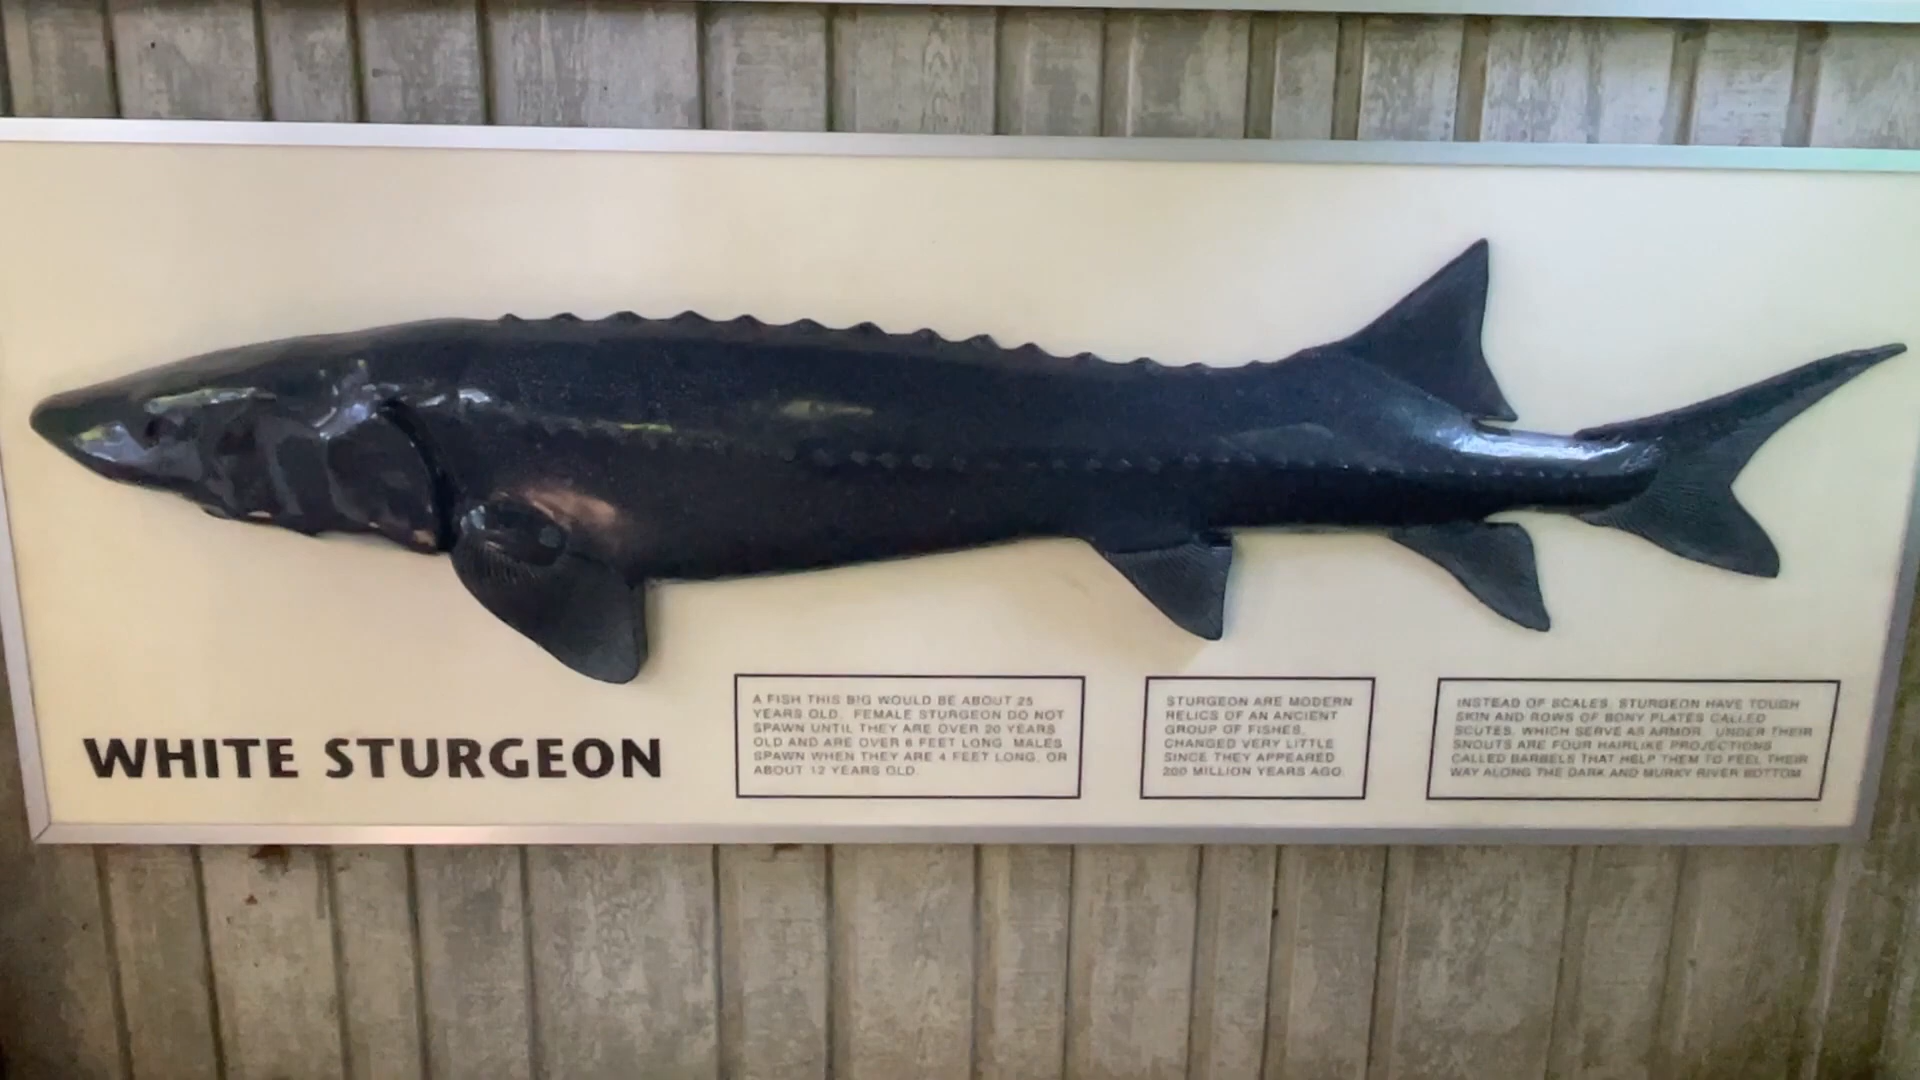 WHITE STURGEON
A FISH THIS BIG WOULD BE ABOUT 25
YEARS OLD. FEMALE STURGEON DO NOT
SPAWN UNTIL THEY ARE OVER 20 YEARS
OLD AND ARE OVER 6 FEET LONG. MALES
SPAWN WHEN THEY ARE 4 FEET LONG, OR
ABOUT 12 YEARS OLD.
STURGEON ARE MODERN
RELICS OF AN ANCIENT
GROUP OF FISHES,
CHANGED VERY LITTLE
SINCE THEY APPEARED
200 MILLION YEARS AGO.
INSTEAD OF SCALES, STURGEON HAVE TOUGH
SKIN AND ROWS OF BONY PLATES CALLED
SCUTES, WHICH SERVE AS ARMOR. UNDER THEIR
SNOUTS ARE FOUR HAIRLIKE PROJECTIONS
CALLED BARBELS THAT HELP THEM TO FEEL THEIR
WAY ALONG THE DARK AND MURKY RIVER BOTTOM.